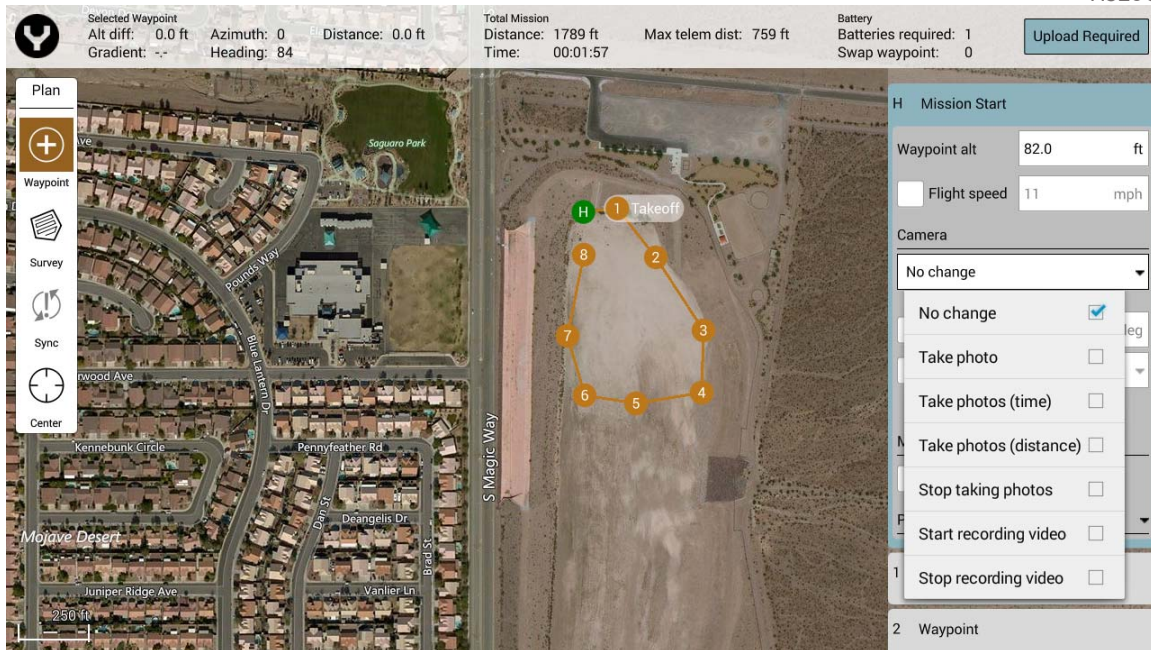 Selected Waypoint
Alt diff: 0.0 ft Azimuth: 0 Distance: 0.0 ft
Gradient: -.- Heading: 84
Total Mission
Distance: 1789 ft Max telem dist: 759 ft
Time: 00:01:57
Battery
Batteries required: 1
Swap waypoint: 0
Upload Required
Plan
Waypoint
Survey
Sync
Center
Ave
Saguaro Park
Pounds Way
Blue Lantern Dr
rwood Ave
Kennebunk Circle
Pennyfeather Rd
Dan St
Deangelis Dr
Brad St
Mojave Desert
Juniper Ridge Ave
Vanlier Ln
250 ft
S Magic Way
H
1 Takeoff
2
3
4
5
6
7
8
H Mission Start
Waypoint alt 82.0 ft
Flight speed 11 mph
Camera
No change
No change
Take photo
Take photos (time)
Take photos (distance)
Stop taking photos
Start recording video
Stop recording video
1
2 Waypoint